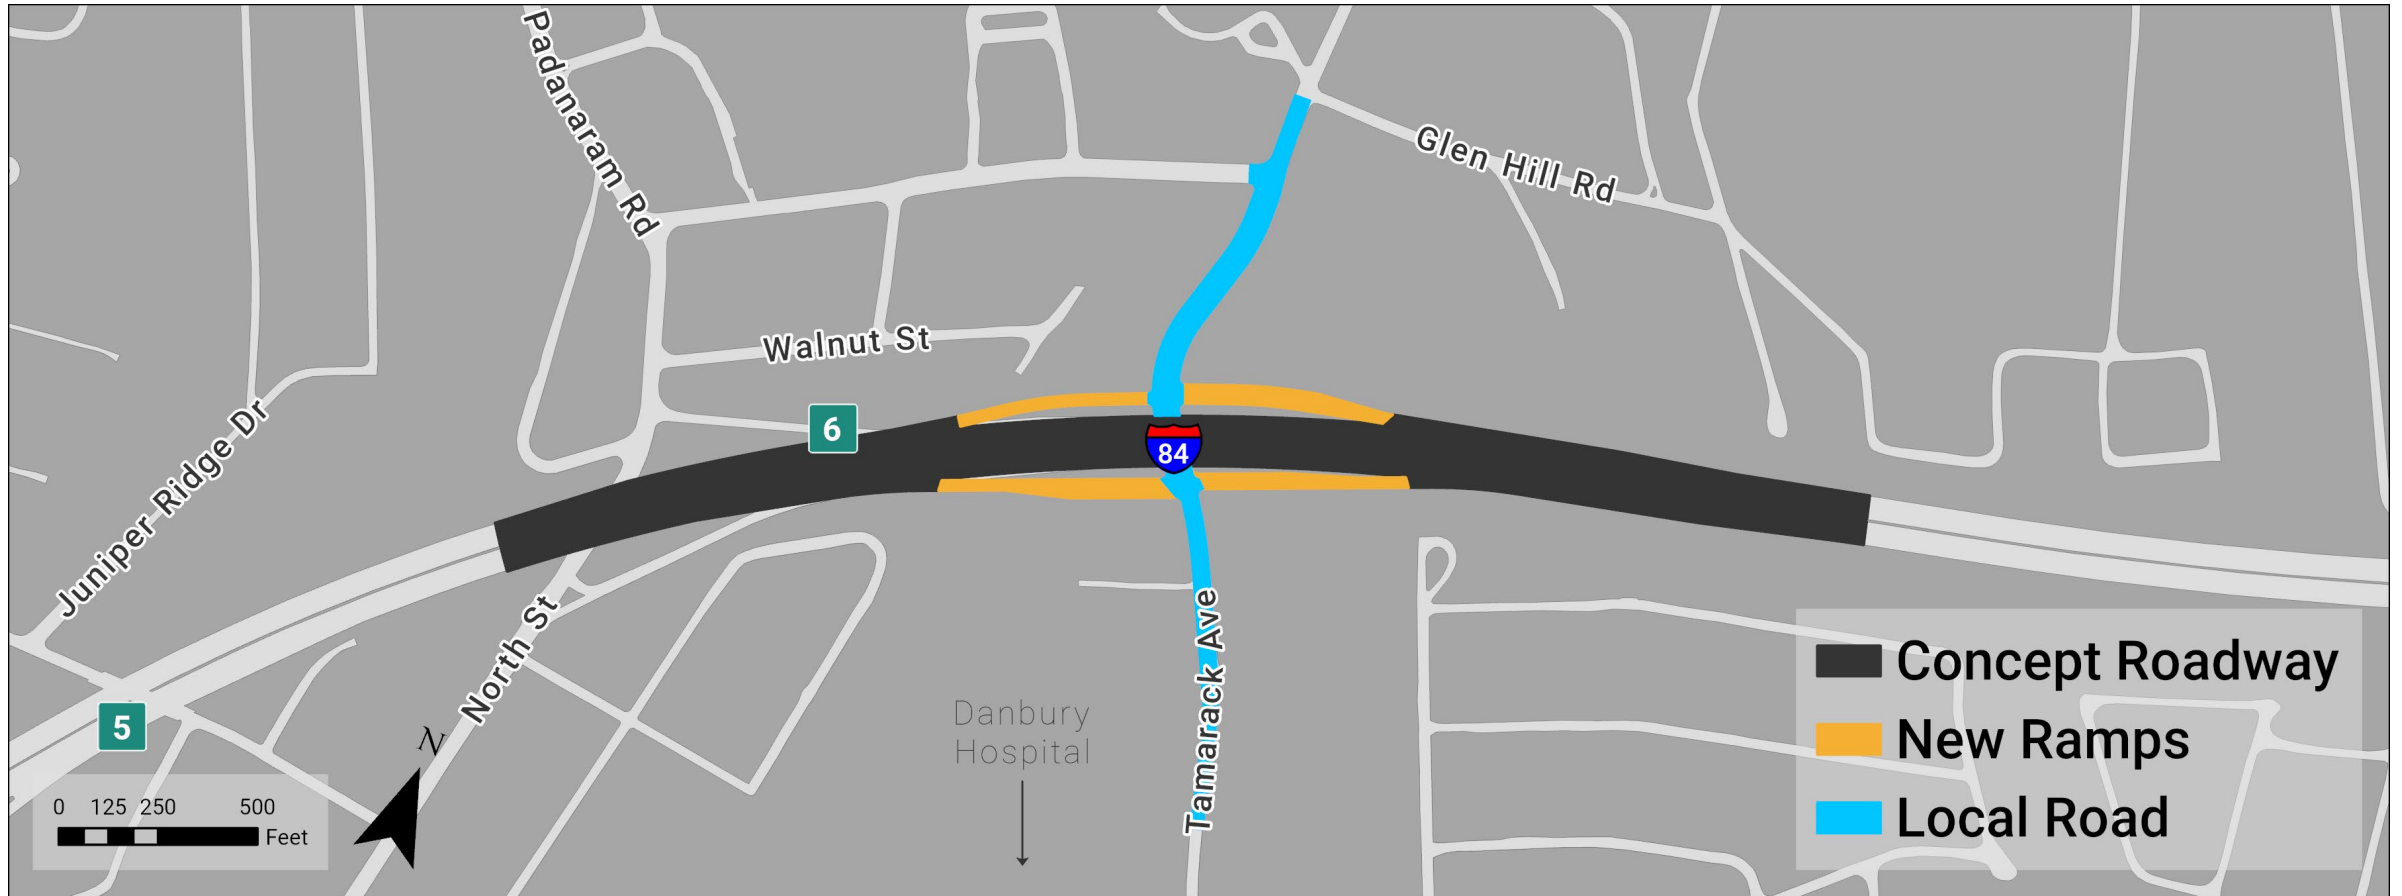 Padanaram Rd
Glen Hill Rd
Walnut St
Juniper Ridge Dr
6
84
North St
Tamarack Ave
5
Danbury
Hospital
N
0 125 250 500
Feet
Concept Roadway
New Ramps
Local Road